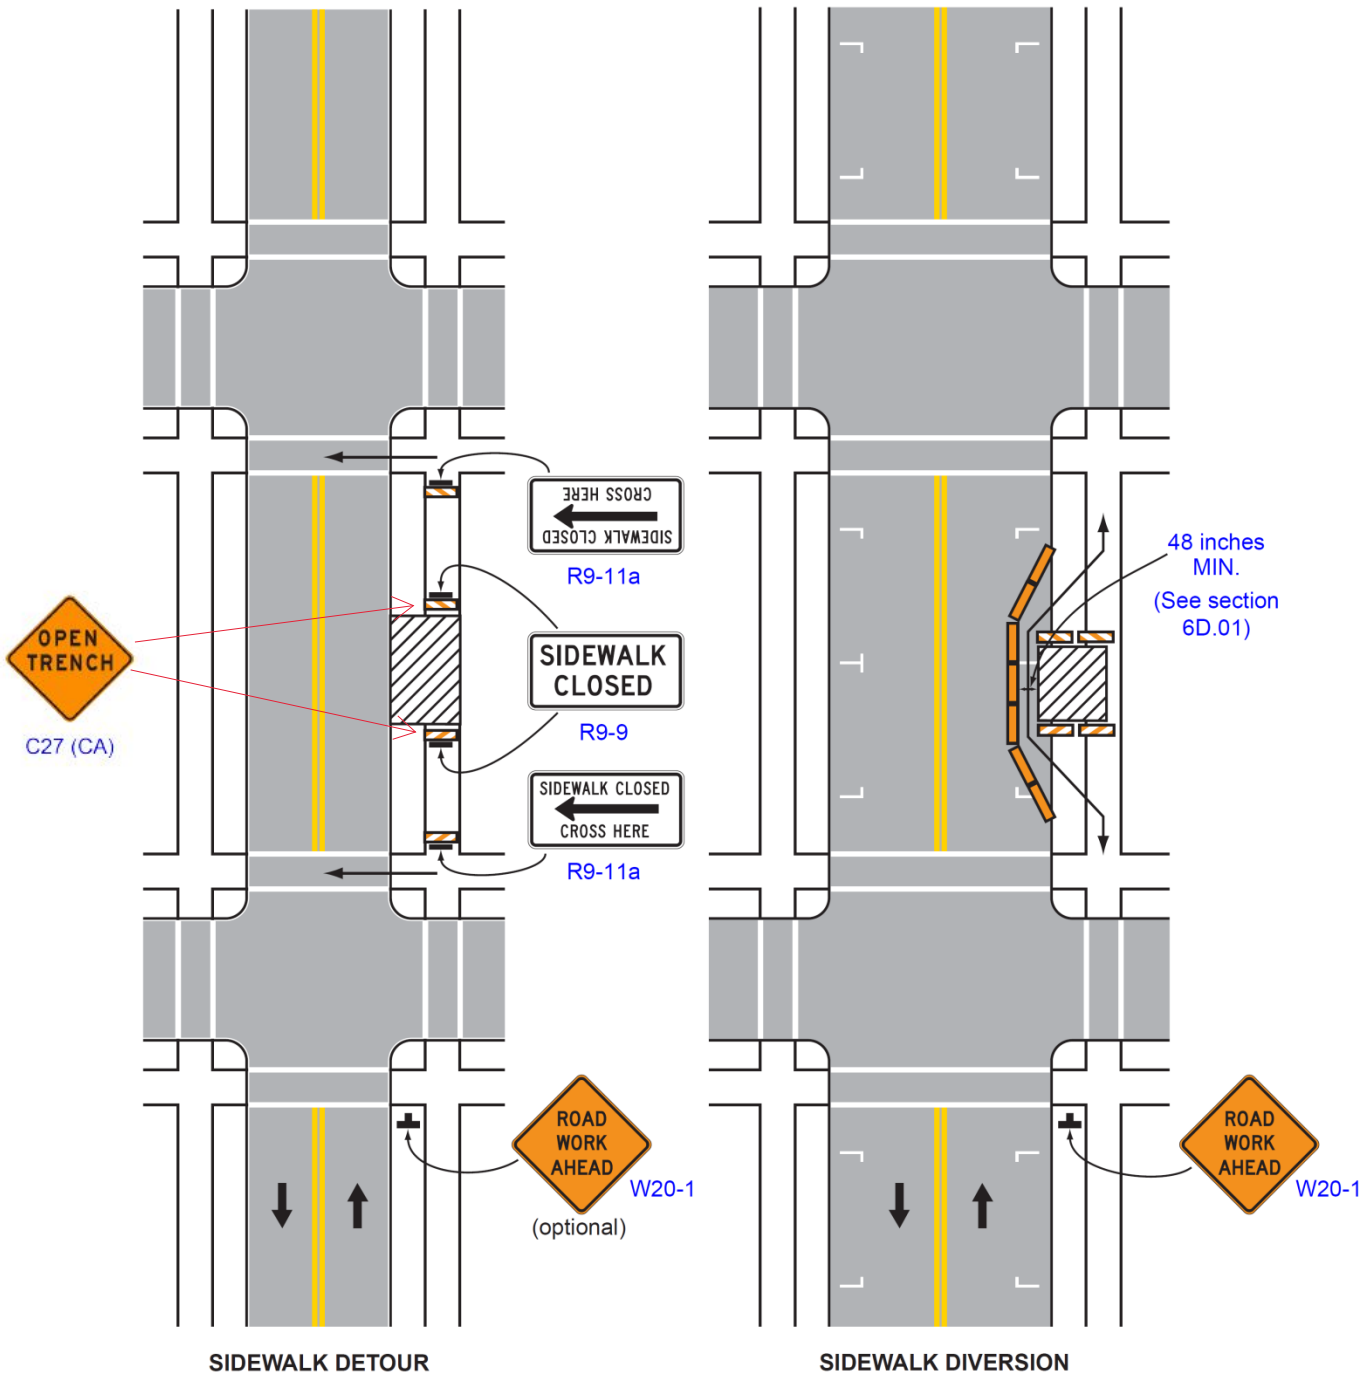 CROSS HERE
SIDEWALK CLOSED
R9-11a
OPEN
TRENCH
C27 (CA)
SIDEWALK
CLOSED
R9-9
SIDEWALK CLOSED
CROSS HERE
R9-11a
ROAD
WORK
AHEAD
W20-1
(optional)
SIDEWALK DETOUR
48 inches
MIN.
(See section
6D.01)
ROAD
WORK
AHEAD
W20-1
SIDEWALK DIVERSION